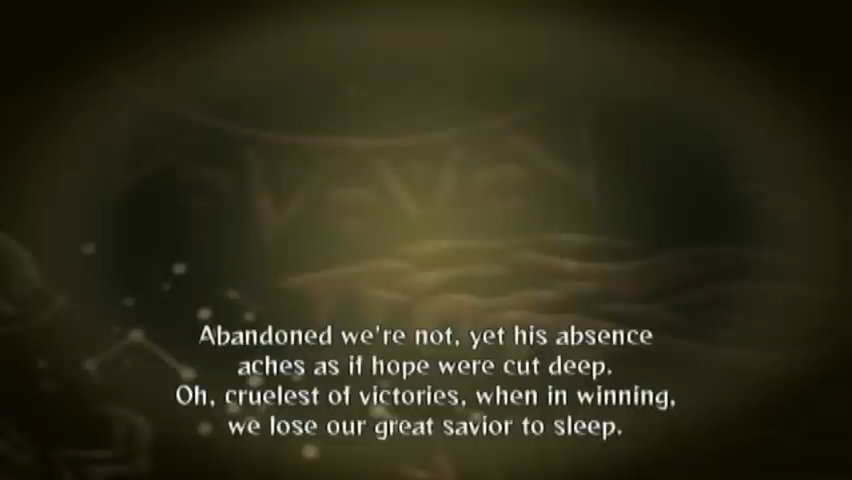 Abandoned we're not, yet his absence
aches as if hope were cut deep.
Oh, cruelest of victories, when in winning,
we lose our great savior to sleep.